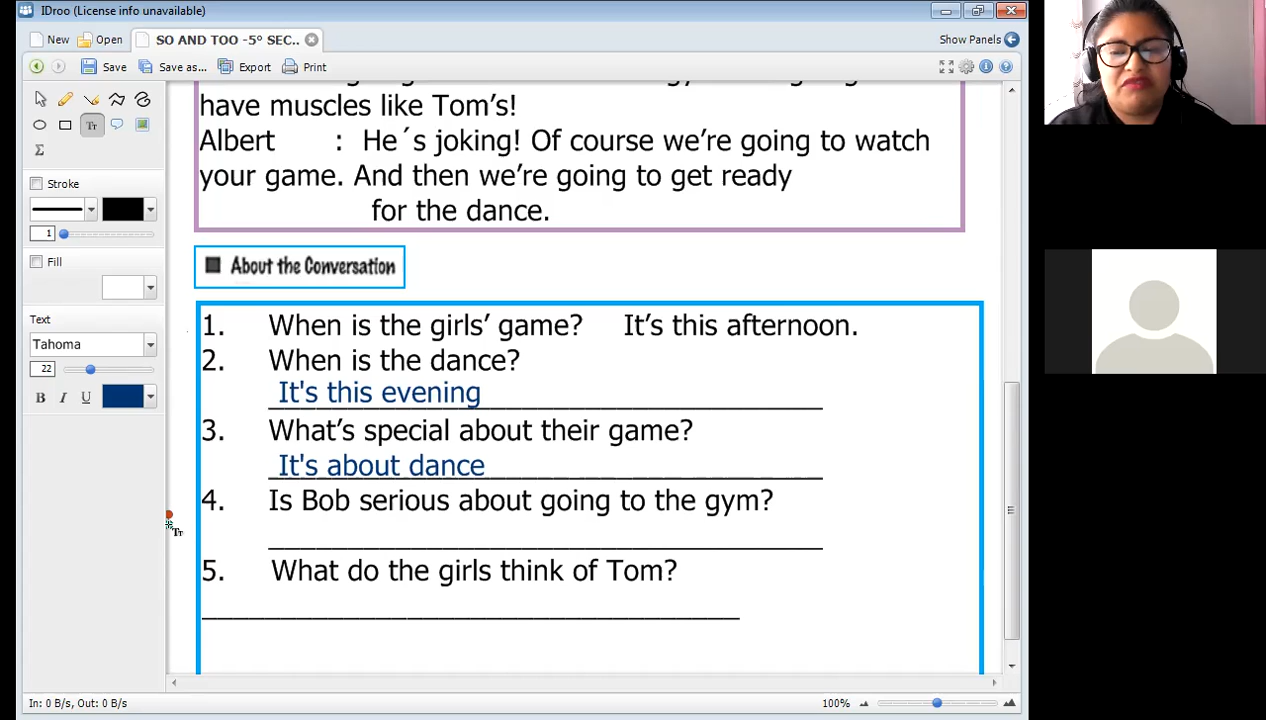 IDroo (License info unavailable)
New Open SO AND TOO -5° SEC.. Show Panels
Save Save as... Export Print
have muscles like Tom's!
Albert : He´s joking! Of course we're going to watch
your game. And then we're going to get ready
for the dance.
About the Conversation
1. When is the girls' game? It's this afternoon.
2. When is the dance?
It's this evening
3. What's special about their game?
It's about dance
4. Is Bob serious about going to the gym?
5. What do the girls think of Tom?
Stroke
1
Fill
Text
Tahoma
22
B I U
In: 0 B/s, Out: 0 B/s
100%